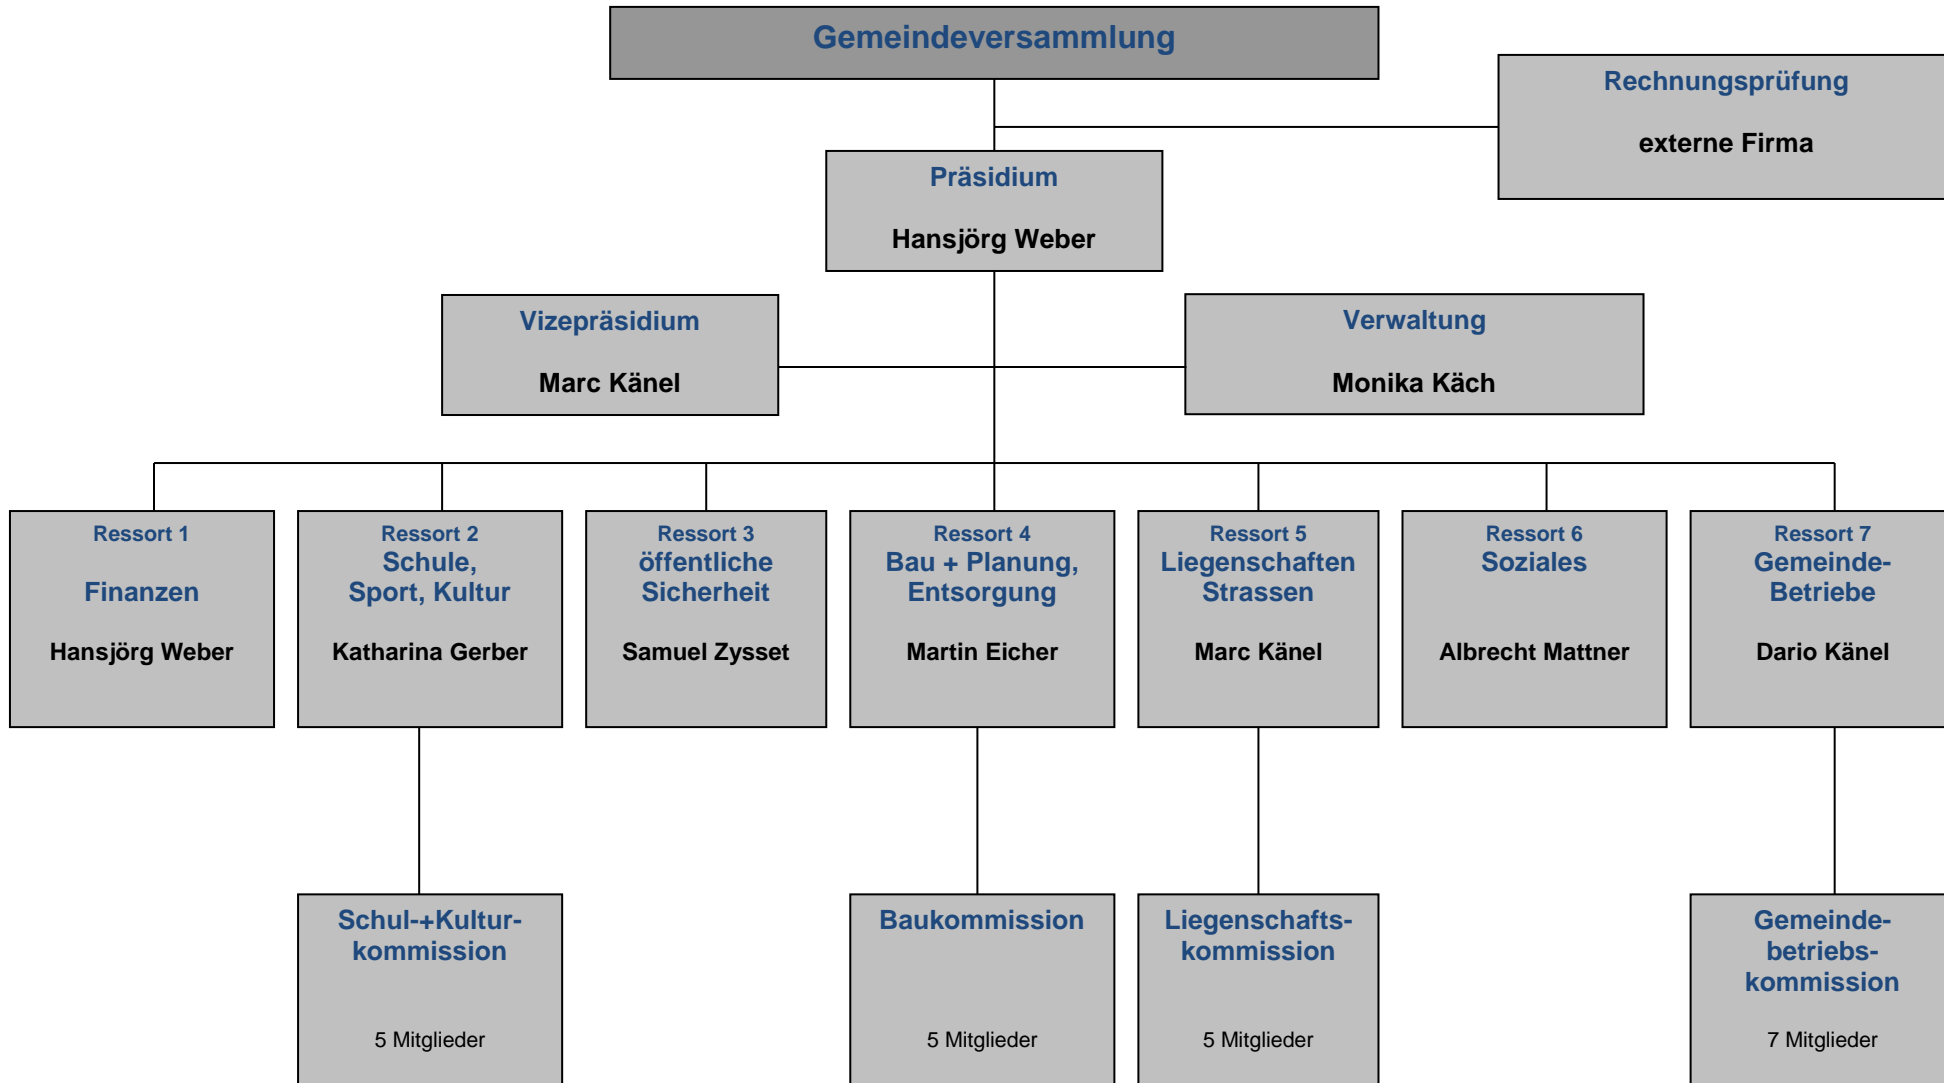 Gemeindeversammlung
Rechnungsprüfung
externe Firma
Präsidium
Hansjörg Weber
Vizepräsidium
Marc Känel
Verwaltung
Monika Käch
Ressort 1
Finanzen
Hansjörg Weber
Ressort 2
Schule,
Sport, Kultur
Katharina Gerber
Ressort 3
öffentliche
Sicherheit
Samuel Zysset
Ressort 4
Bau + Planung,
Entsorgung
Martin Eicher
Ressort 5
Liegenschaften
Strassen
Marc Känel
Ressort 6
Soziales
Albrecht Mattner
Ressort 7
Gemeinde-
Betriebe
Dario Känel
Schul-+Kultur-
kommission
5 Mitglieder
Baukommission
5 Mitglieder
Liegenschafts-
kommission
5 Mitglieder
Gemeinde-
betriebs-
kommission
7 Mitglieder